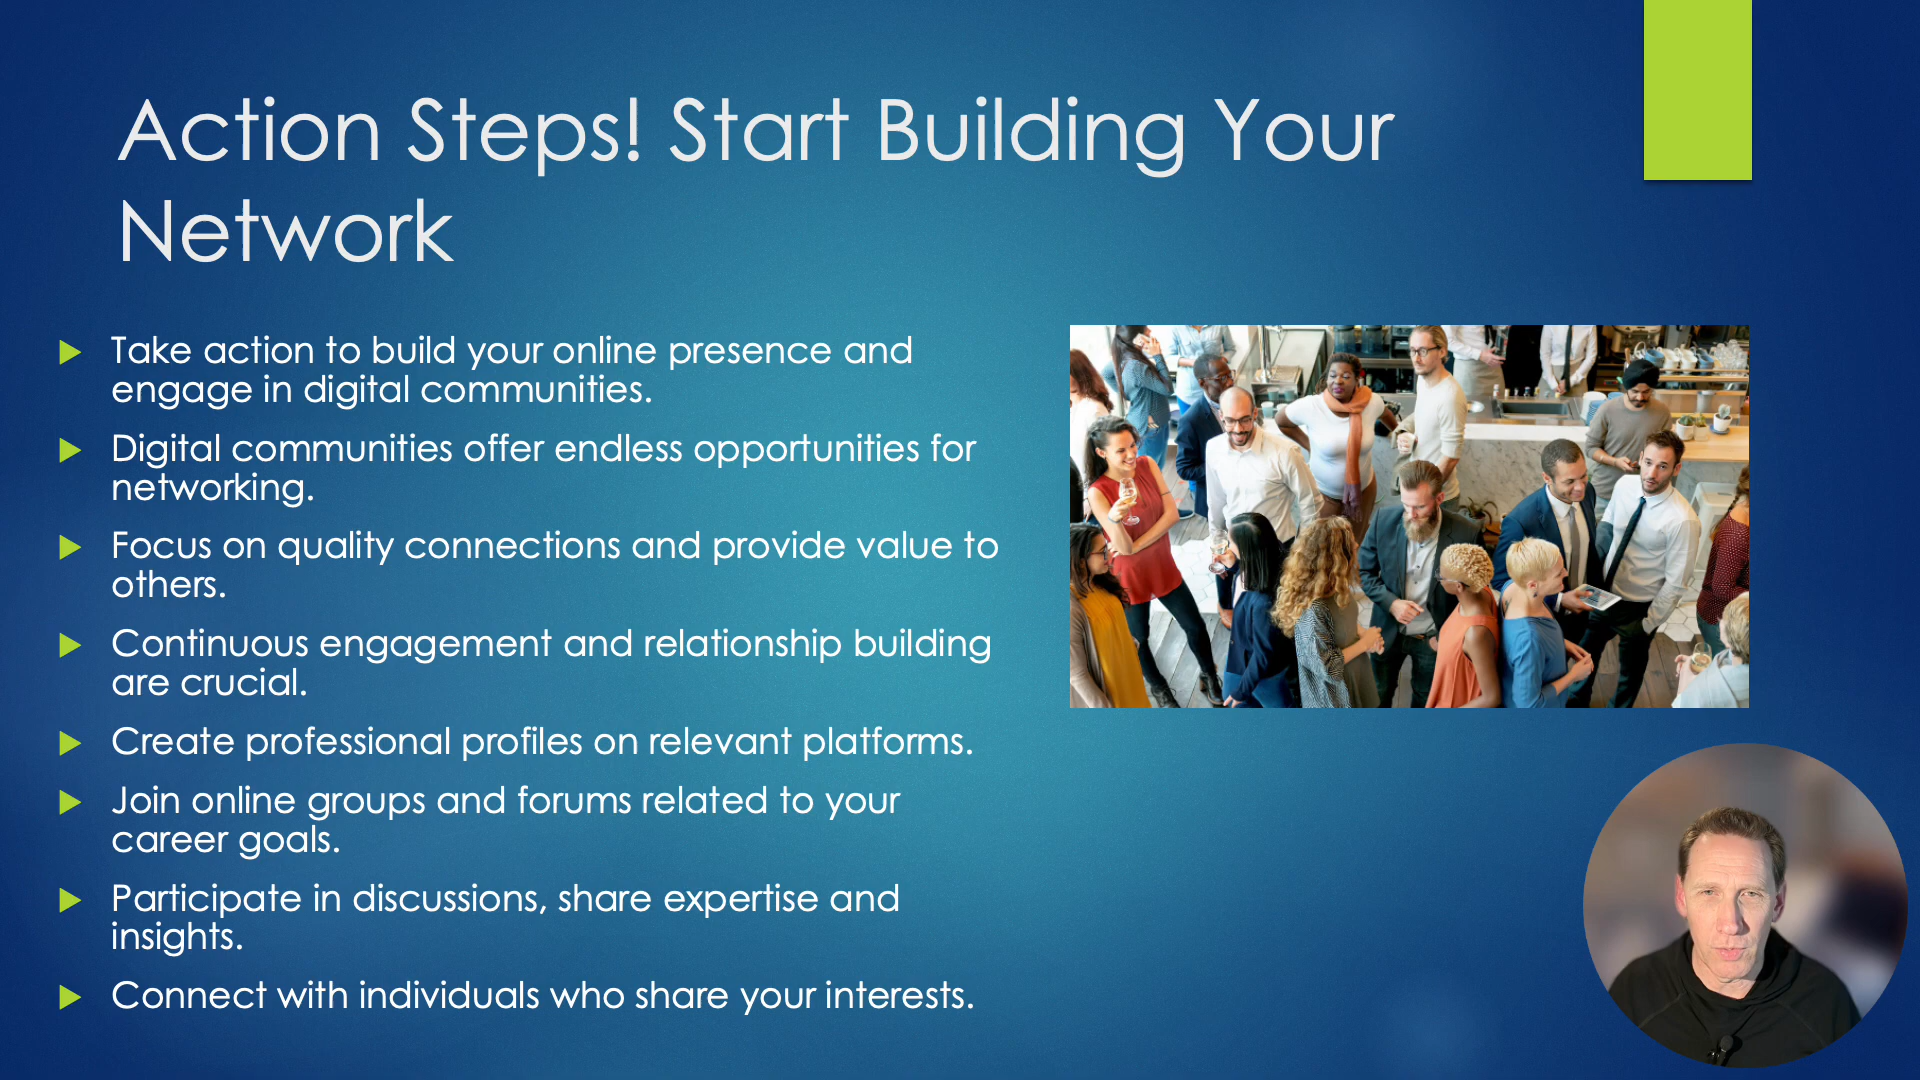 Action Steps! Start Building Your
Network
Take action to build your online presence and
engage in digital communities.
Digital communities offer endless opportunities for
networking.
Focus on quality connections and provide value to
others.
Continuous engagement and relationship building
are crucial.
Create professional profiles on relevant platforms.
Join online groups and forums related to your
career goals.
Participate in discussions, share expertise and
insights.
Connect with individuals who share your interests.